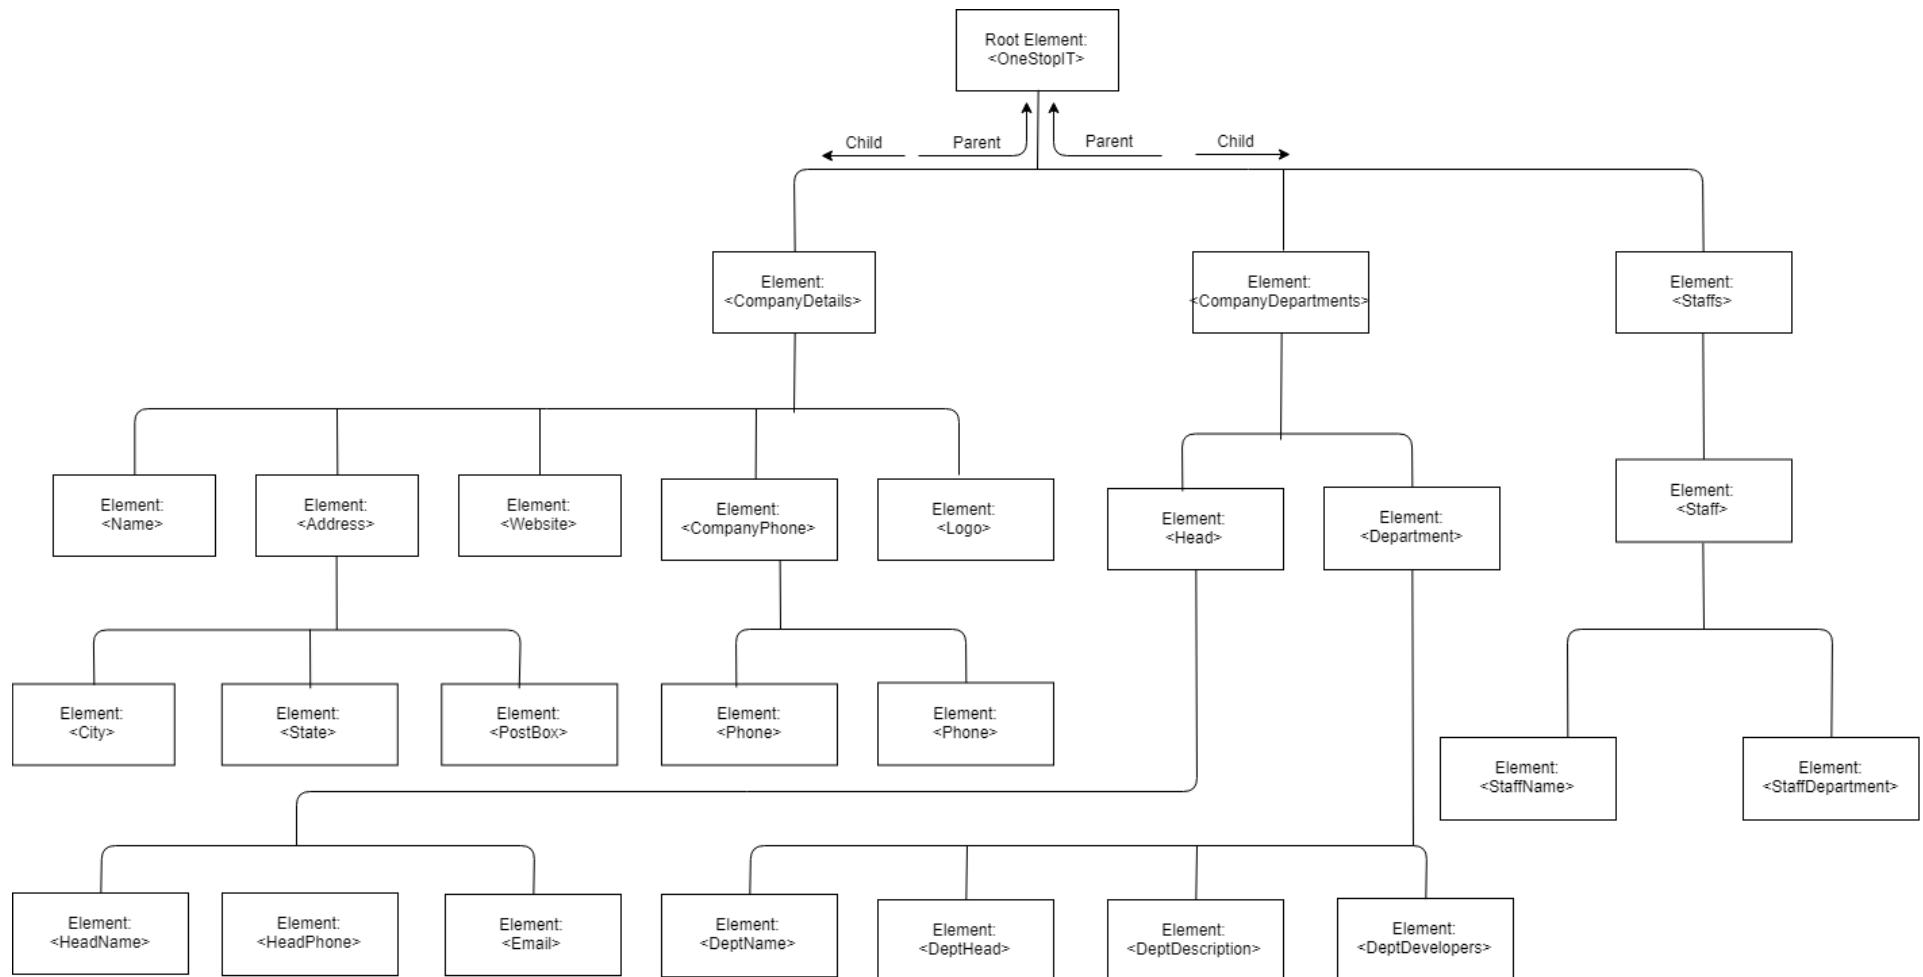 Root Element:
<OneStopIT>
Child
Parent
Parent
Child
Element:
<CompanyDetails>
Element:
<CompanyDepartments>
Element:
<Staffs>
Element:
<Name>
Element:
<Address>
Element:
<Website>
Element:
<CompanyPhone>
Element:
<Logo>
Element:
<Head>
Element:
<Department>
Element:
<Staff>
Element:
<City>
Element:
<State>
Element:
<PostBox>
Element:
<Phone>
Element:
<Phone>
Element:
<StaffName>
Element:
<StaffDepartment>
Element:
<HeadName>
Element:
<HeadPhone>
Element:
<Email>
Element:
<DeptName>
Element:
<DeptHead>
Element:
<DeptDescription>
Element:
<DeptDevelopers>